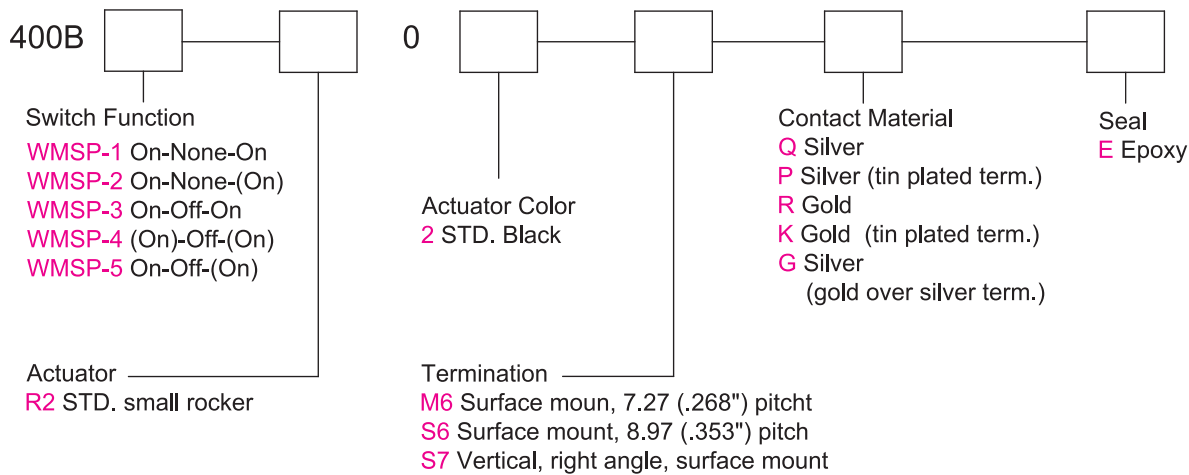 400B 0
Switch Function
WMSP-1 On-None-On
WMSP-2 On-None-(On)
WMSP-3 On-Off-On
WMSP-4 (On)-Off-(On)
WMSP-5 On-Off-(On)
Actuator
R2 STD. small rocker
Actuator Color
2 STD. Black
Termination
M6 Surface moun, 7.27 (.268") pitcht
S6 Surface mount, 8.97 (.353") pitch
S7 Vertical, right angle, surface mount
Contact Material
Q Silver
P Silver (tin plated term.)
R Gold
K Gold (tin plated term.)
G Silver
(gold over silver term.)
Seal
E Epoxy